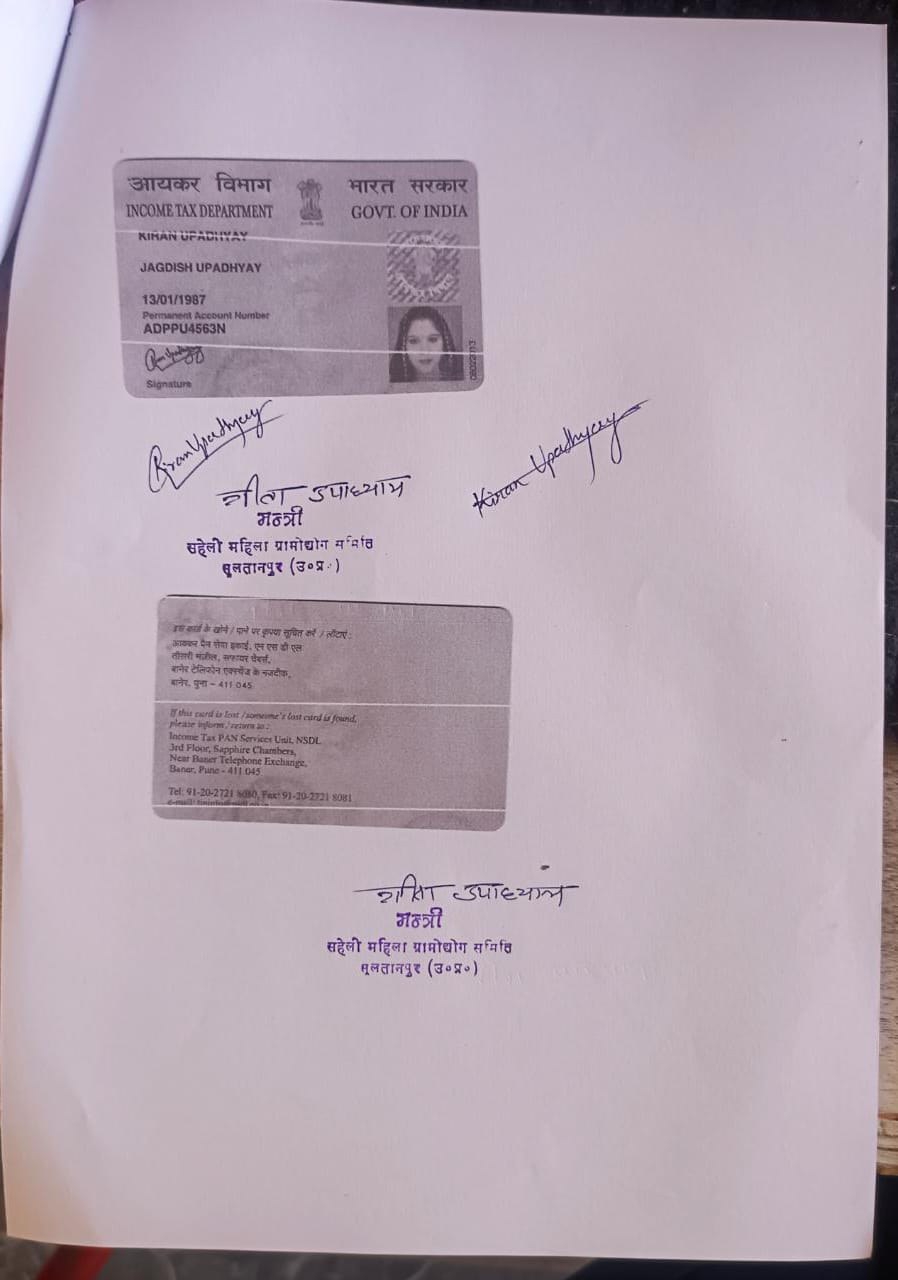 आयकर विभाग भारत सरकार
INCOME TAX DEPARTMENT GOVT. OF INDIA
KIRAN UPADHYAY
JAGDISH UPADHYAY
13/01/1987
Permanent Account Number
ADPPU4563N
Kiran Upadhyay
Signature
08022013
Kiran Upadhyay
Kiran Upadhyay
उपाध्याय
मन्त्री
सहेली महिला ग्रामोद्योग समिति
सुलतानपुर (उ०प्र०)
इस कार्ड के खोने / पाने पर कृपया सूचित करें / लौटाएं :
आयकर पैन सेवा इकाई, एन एस डी एल
तीसरी मंजील, सफायर चेंबर्स,
बानेर टेलिफोन एक्स्चेंज के नजदीक,
बानेर, पुना – 411 045
If this card is lost / someone's lost card is found,
please inform / return to :
Income Tax PAN Services Unit, NSDL
3rd Floor, Sapphire Chambers,
Near Baner Telephone Exchange,
Baner, Pune - 411 045
Tel: 91-20-2721 8080, Fax: 91-20-2721 8081
e-mail:
उपाध्याय
मन्त्री
सहेली महिला ग्रामोद्योग समिति
सुलतानपुर (उ०प्र०)